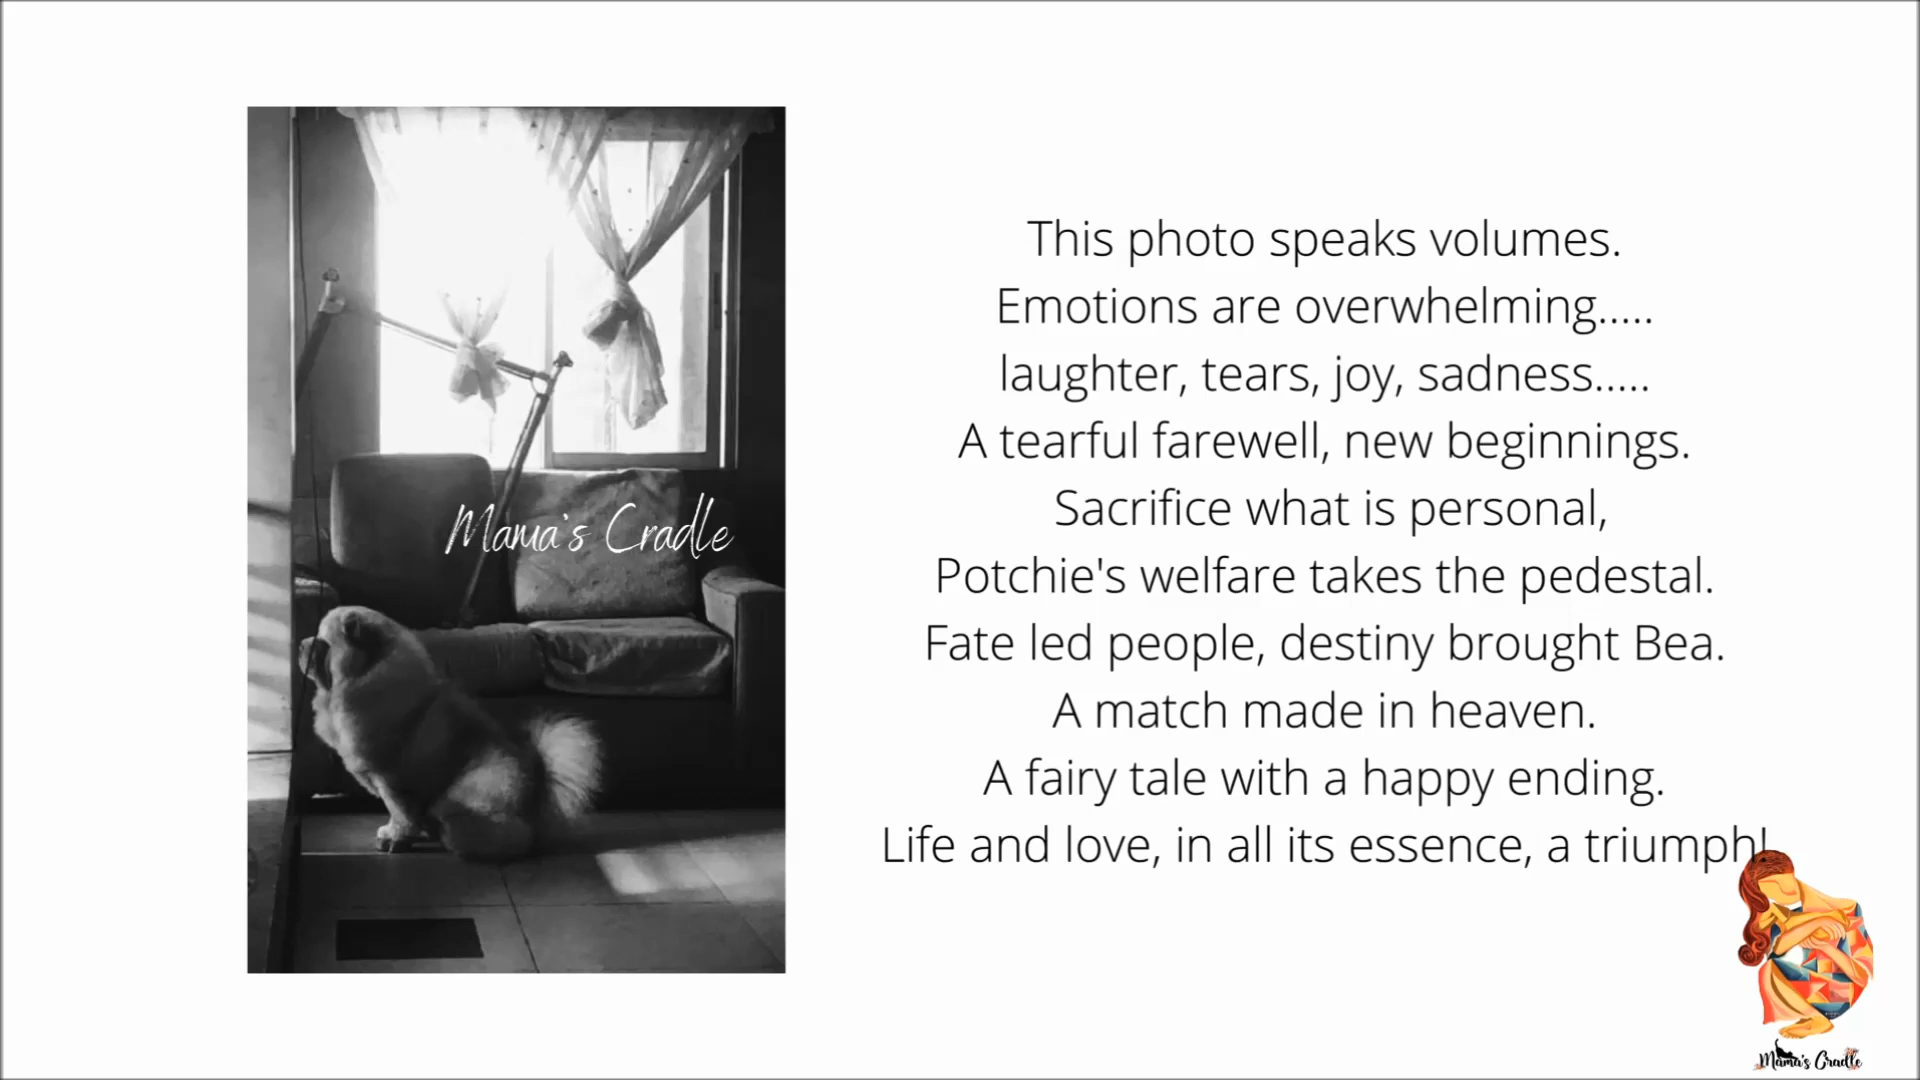 Mama's Cradle
This photo speaks volumes.
Emotions are overwhelming.....
laughter, tears, joy, sadness.....
A tearful farewell, new beginnings.
Sacrifice what is personal,
Potchie's welfare takes the pedestal.
Fate led people, destiny brought Bea.
A match made in heaven.
A fairy tale with a happy ending.
Life and love, in all its essence, a triumph!
Mama's Cradle